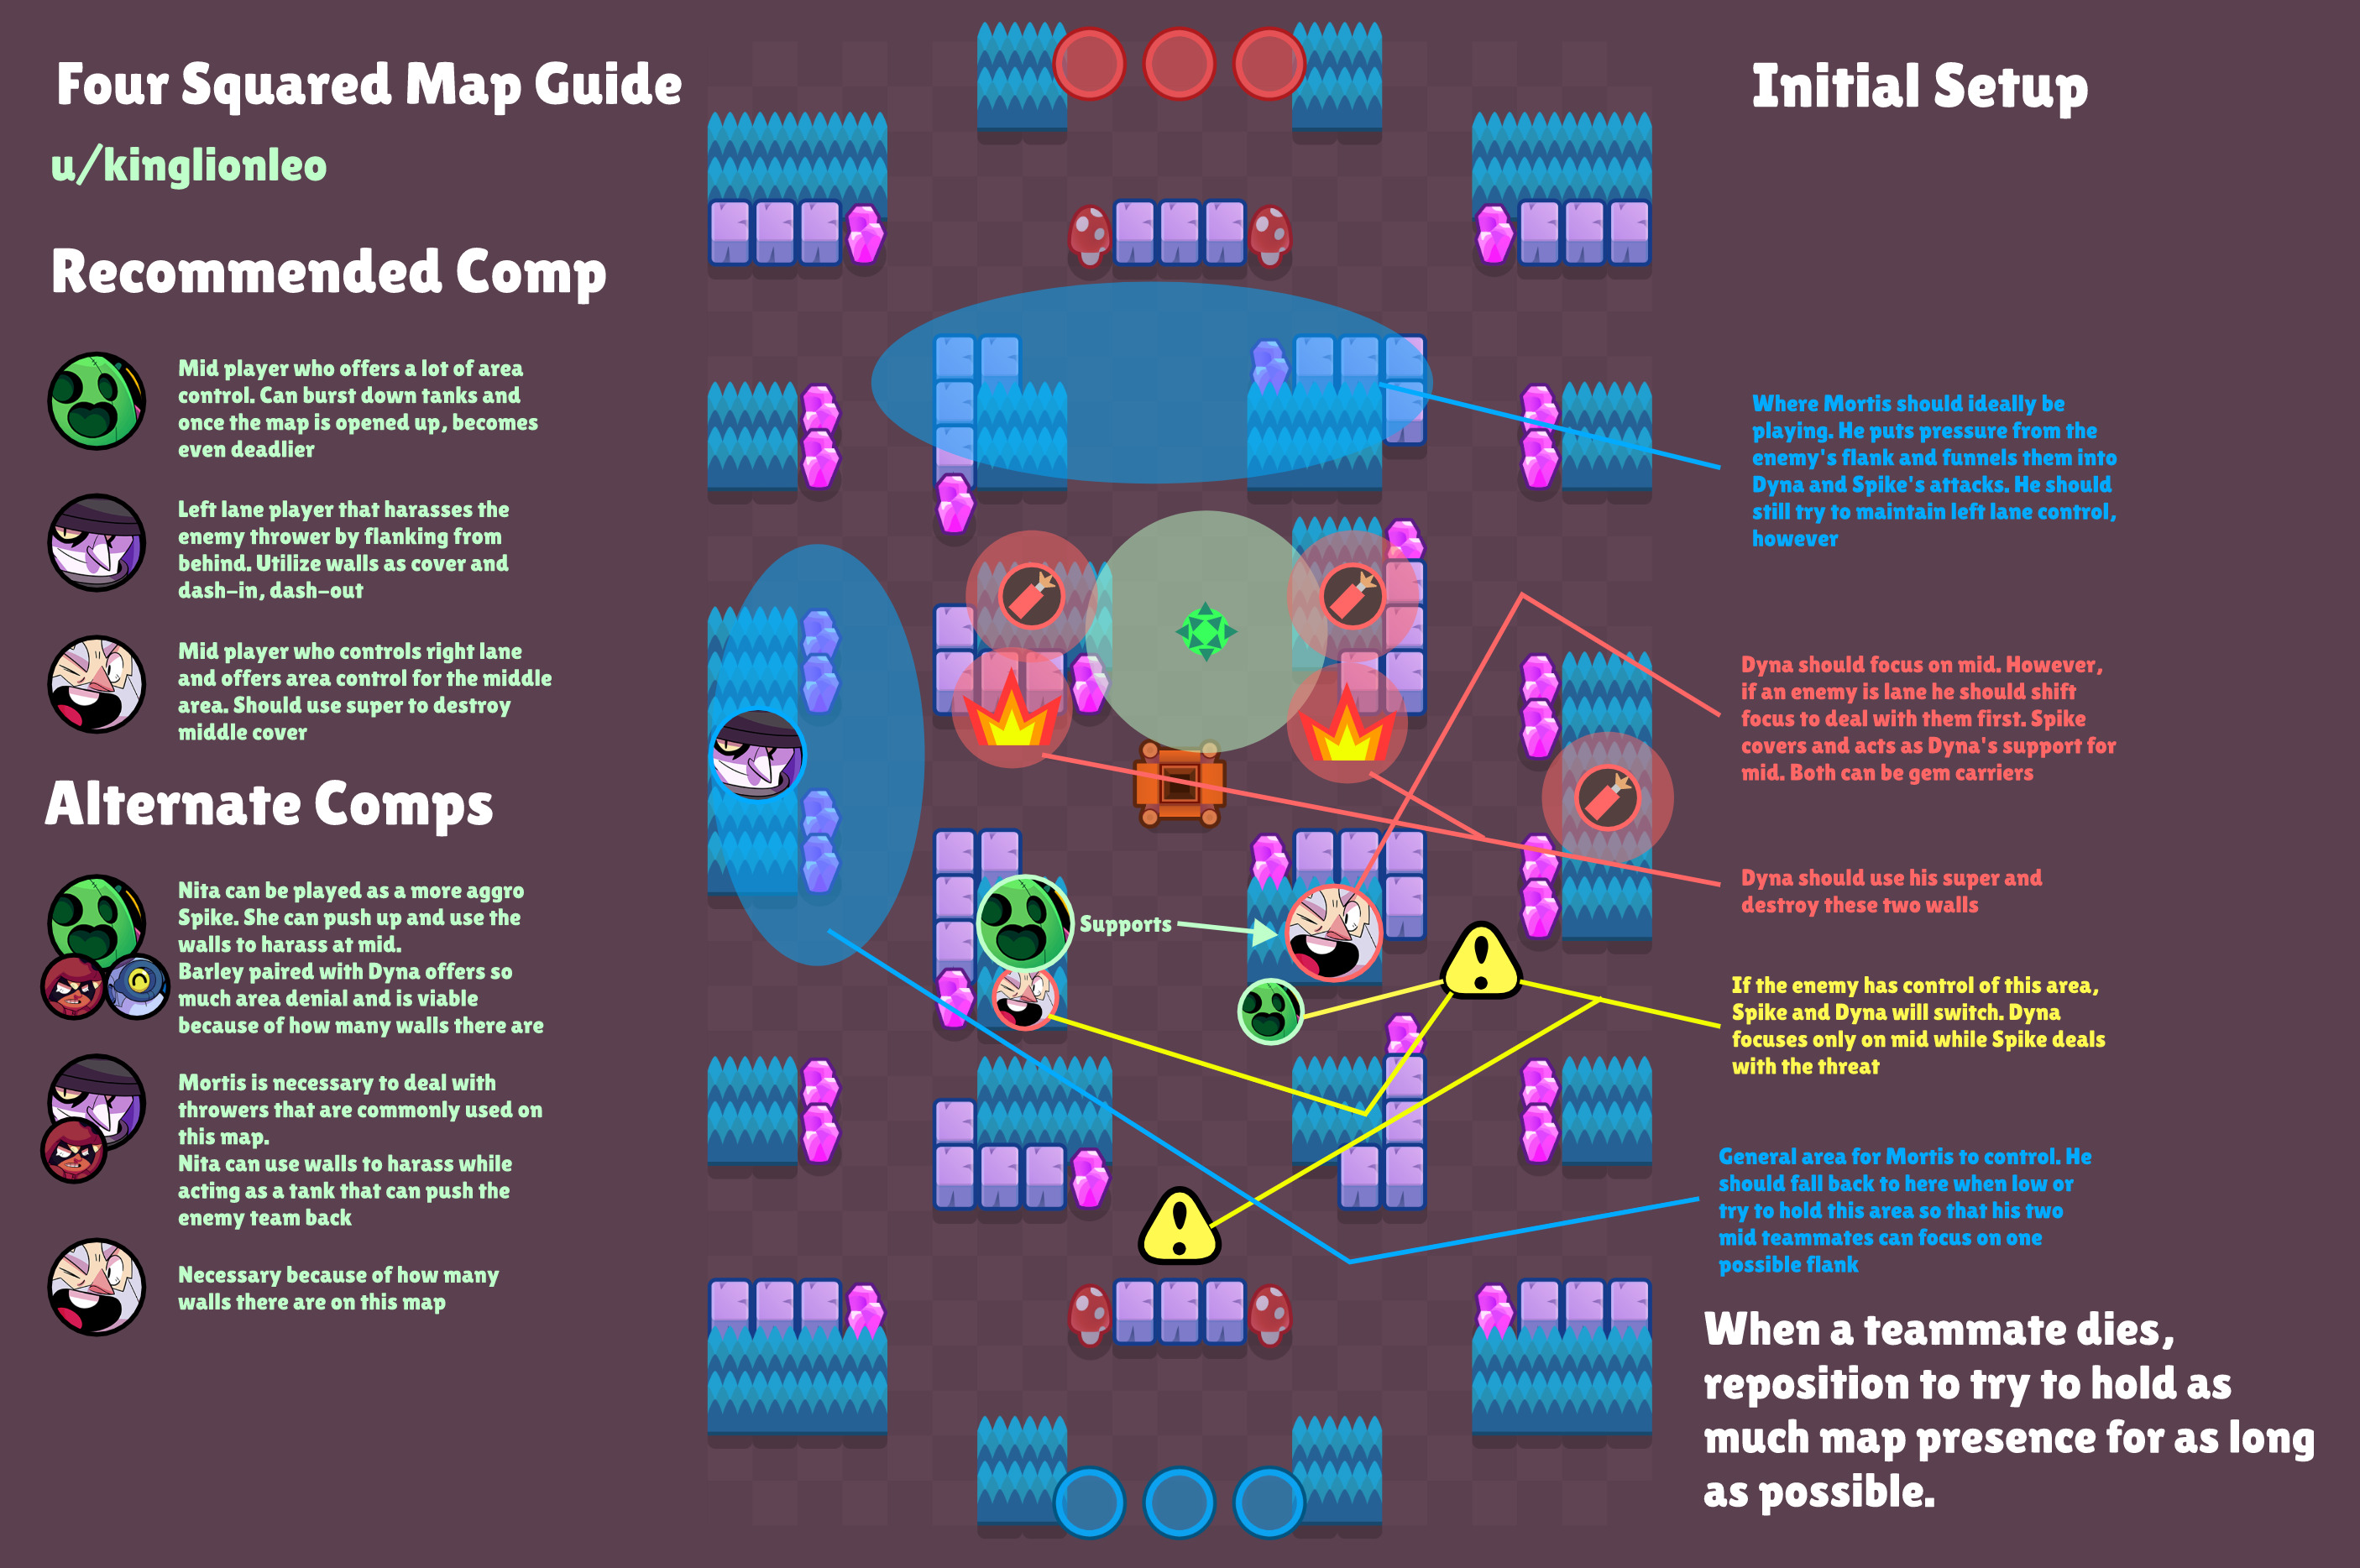 Four Squared Map Guide
u/kinglionleo
Recommended Comp
Mid player who offers a lot of area
control. Can burst down tanks and
once the map is opened up, becomes
even deadlier
Left lane player that harasses the
enemy thrower by flanking from
behind. Utilize walls as cover and
dash-in, dash-out
Mid player who controls right lane
and offers area control for the middle
area. Should use super to destroy
middle cover
Alternate Comps
Nita can be played as a more aggro
Spike. She can push up and use the
walls to harass at mid.
Barley paired with Dyna offers so
much area denial and is viable
because of how many walls there are
Mortis is necessary to deal with
throwers that are commonly used on
this map.
Nita can use walls to harass while
acting as a tank that can push the
enemy team back
Necessary because of how many
walls there are on this map
Supports
Initial Setup
Where Mortis should ideally be
playing. He puts pressure from the
enemy's flank and funnels them into
Dyna and Spike's attacks. He should
still try to maintain left lane control,
however
Dyna should focus on mid. However,
if an enemy is lane he should shift
focus to deal with them first. Spike
covers and acts as Dyna's support for
mid. Both can be gem carriers
Dyna should use his super and
destroy these two walls
If the enemy has control of this area,
Spike and Dyna will switch. Dyna
focuses only on mid while Spike deals
with the threat
General area for Mortis to control. He
should fall back to here when low or
try to hold this area so that his two
mid teammates can focus on one
possible flank
When a teammate dies,
reposition to try to hold as
much map presence for as long
as possible.